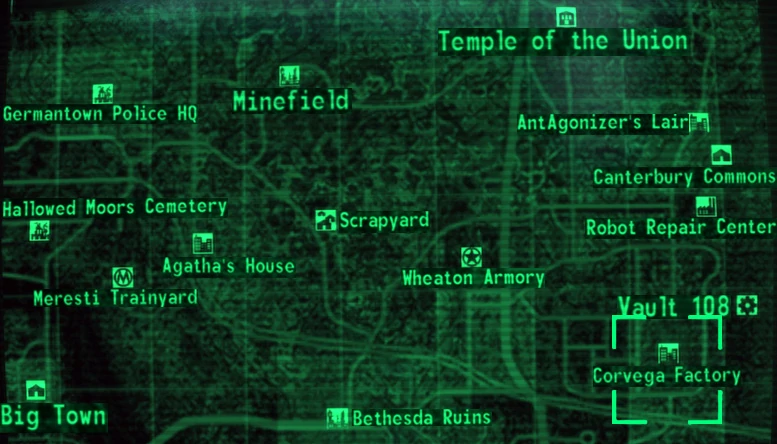 Temple of the Union
Minefield
Germantown Police HQ
AntAgonizer's Lair
Canterbury Commons
Hallowed Moors Cemetery
Scrapyard
Robot Repair Center
Agatha's House
Wheaton Armory
Meresti Trainyard
Vault 108
Corvega Factory
Big Town
Bethesda Ruins